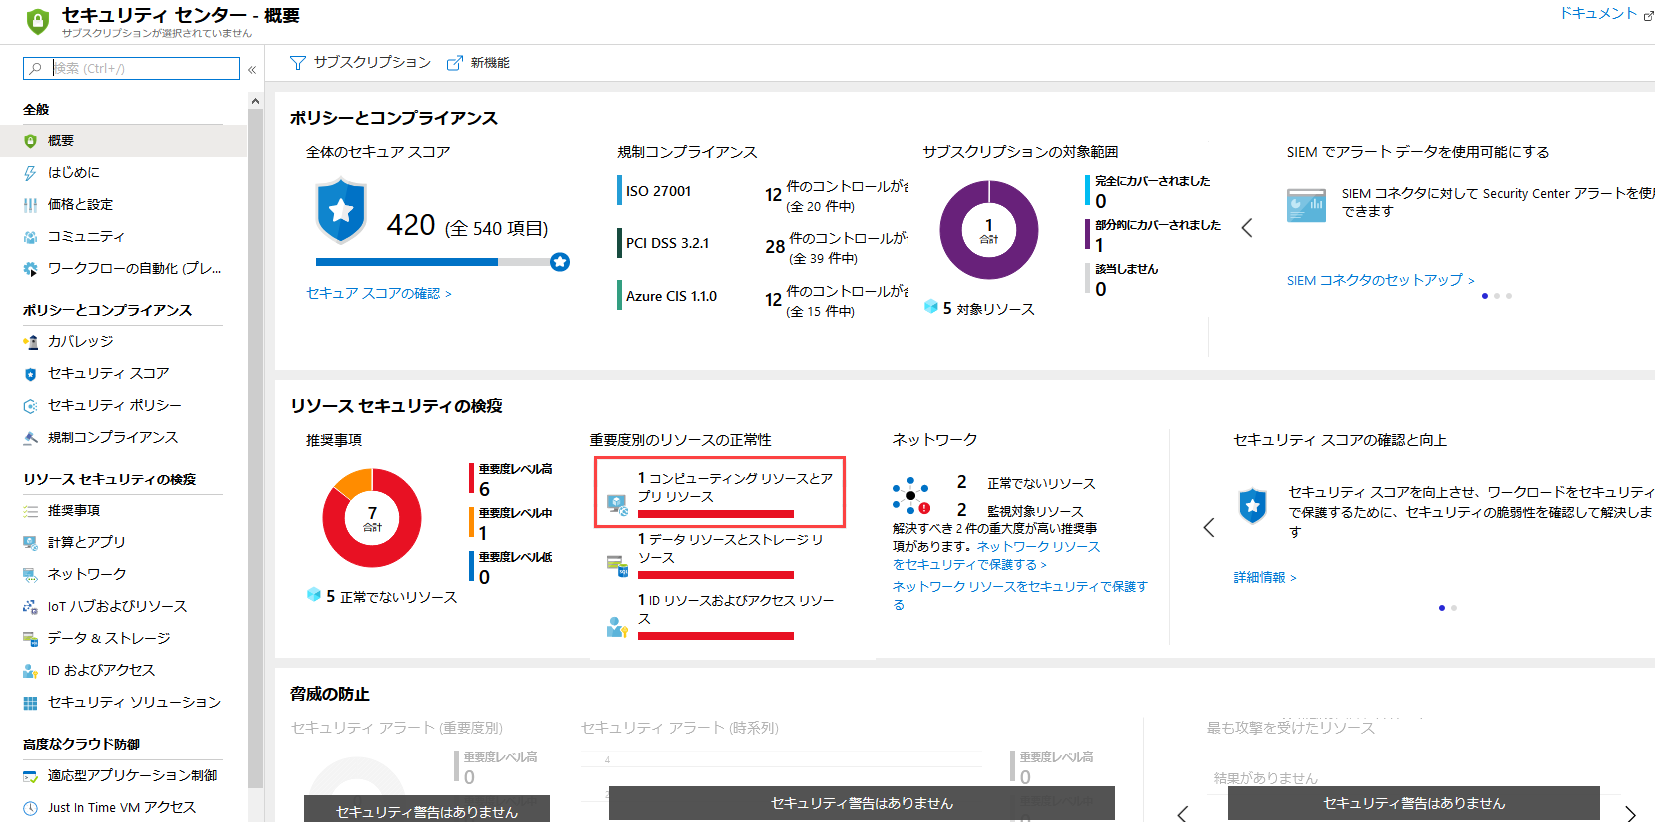 セキュリティ センター - 概要
サブスクリプションが選択されていません
ドキュメント
検索 (Ctrl+/)
«
全般
概要
はじめに
価格と設定
コミュニティ
ワークフローの自動化 (プレ...
ポリシーとコンプライアンス
カバレッジ
セキュリティ スコア
セキュリティ ポリシー
規制コンプライアンス
リソース セキュリティの検疫
推奨事項
計算とアプリ
ネットワーク
IoT ハブおよびリソース
データ & ストレージ
ID およびアクセス
セキュリティ ソリューション
高度なクラウド防御
適応型アプリケーション制御
Just In Time VM アクセス
サブスクリプション
新機能
ポリシーとコンプライアンス
全体のセキュア スコア
420 (全 540 項目)
セキュア スコアの確認 >
規制コンプライアンス
ISO 27001
12 件のコントロールが
(全 20 件中)
PCI DSS 3.2.1
28 件のコントロールが
(全 39 件中)
Azure CIS 1.1.0
12 件のコントロールが
(全 15 件中)
サブスクリプションの対象範囲
1
合計
完全にカバーされました
0
部分的にカバーされました
1
該当しません
0
5 対象リソース
SIEM でアラート データを使用可能にする
SIEM コネクタに対して Security Center アラートを使用
できます
SIEM コネクタのセットアップ >
リソース セキュリティの検疫
推奨事項
7
合計
重要度レベル高
6
重要度レベル中
1
重要度レベル低
0
5 正常でないリソース
重要度別のリソースの正常性
1 コンピューティング リソースとア
プリ リソース
1 データ リソースとストレージ リ
ソース
1 ID リソースおよびアクセス リソー
ス
ネットワーク
2 正常でないリソース
2 監視対象リソース
解決すべき 2 件の重大度が高い推奨事
項があります。ネットワーク リソース
をセキュリティで保護する >
ネットワーク リソースをセキュリティで保護す
る
セキュリティ スコアの確認と向上
セキュリティ スコアを向上させ、ワークロードをセキュリティ
で保護するために、セキュリティの脆弱性を確認して解決しま
す
詳細情報 >
脅威の防止
セキュリティ アラート (重要度別)
重要度レベル高
0
セキュリティ警告はありません
セキュリティ アラート (時系列)
4
2
重要度レベル高
0
セキュリティ警告はありません
最も攻撃を受けたリソース
結果がありません
セキュリティ警告はありません